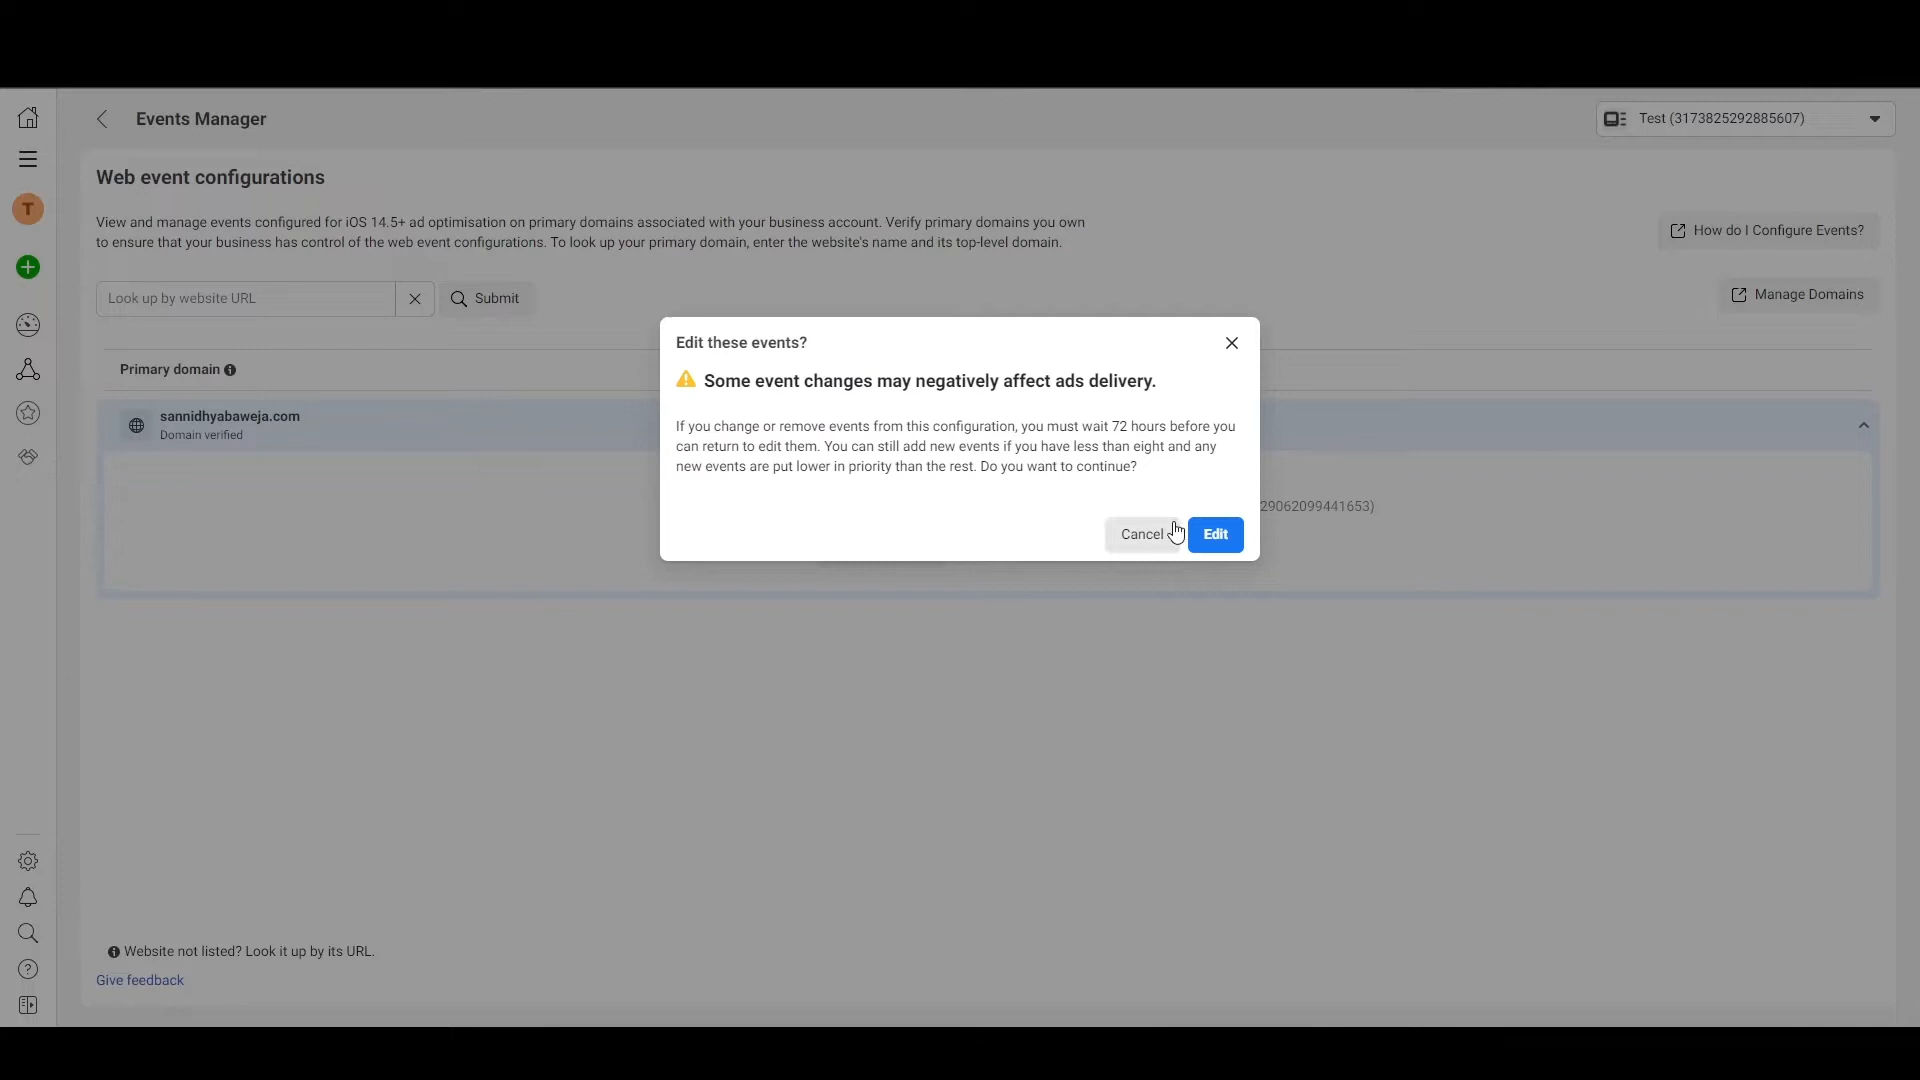 Events Manager
Test (3173825292885607)
Web event configurations
View and manage events configured for iOS 14.5+ ad optimisation on primary domains associated with your business account. Verify primary domains you own
to ensure that your business has control of the web event configurations. To look up your primary domain, enter the website's name and its top-level domain.
How do I Configure Events?
Look up by website URL
Submit
Manage Domains
Primary domain
sannidhyabaweja.com
Domain verified
Edit these events?
Some event changes may negatively affect ads delivery.
If you change or remove events from this configuration, you must wait 72 hours before you
can return to edit them. You can still add new events if you have less than eight and any
new events are put lower in priority than the rest. Do you want to continue?
29062099441653)
Cancel
Edit
T
Website not listed? Look it up by its URL.
Give feedback